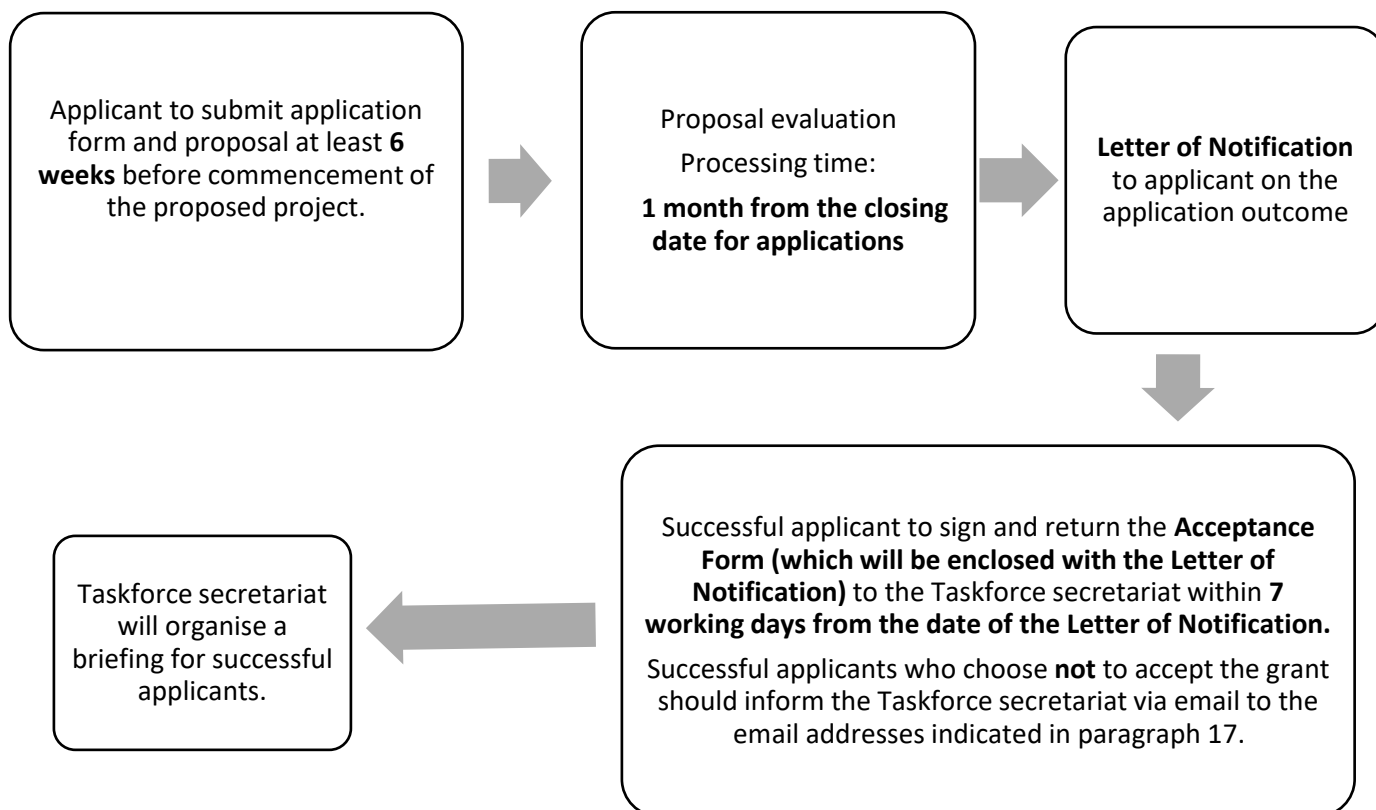 Applicant to submit application
form and proposal at least 6
weeks before commencement of
the proposed project.
Proposal evaluation
Processing time:
1 month from the closing
date for applications
Letter of Notification
to applicant on the
application outcome
Successful applicant to sign and return the Acceptance
Form (which will be enclosed with the Letter of
Notification) to the Taskforce secretariat within 7
working days from the date of the Letter of Notification.
Successful applicants who choose not to accept the grant
should inform the Taskforce secretariat via email to the
email addresses indicated in paragraph 17.
Taskforce secretariat
will organise a
briefing for successful
applicants.